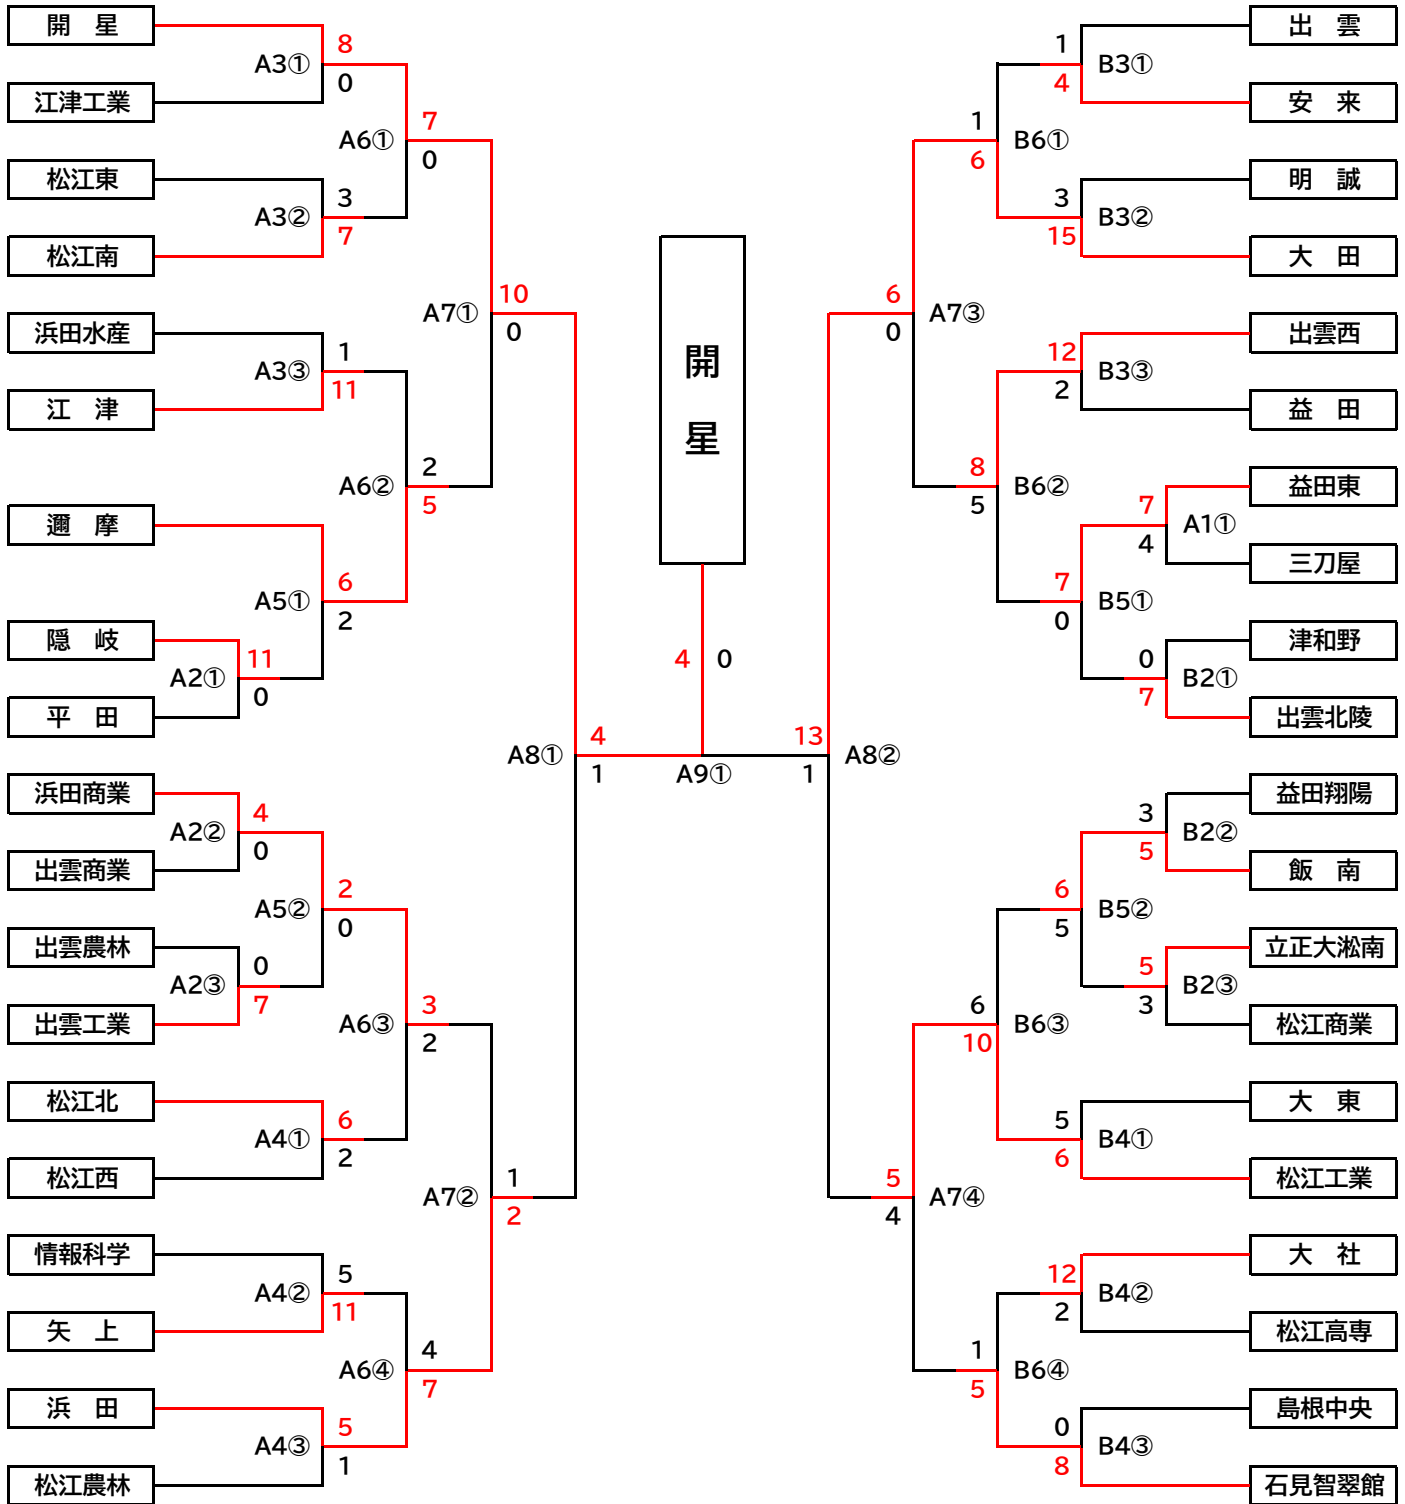 開　星
8
A3①
0
江津工業
7
A6①
0
松江東
3
A3②
7
松江南
10
A7①
0
浜田水産
1
A3③
11
江　津
2
A6②
5
邇　摩
6
A5①
2
隠　岐
11
A2①
0
平　田
4
A8①
1
浜田商業
4
A2②
0
出雲商業
2
A5②
0
出雲農林
0
A2③
7
出雲工業
3
A6③
2
松江北
6
A4①
2
松江西
1
A7②
2
情報科学
5
A4②
11
矢　上
4
A6④
7
浜　田
5
A4③
1
松江農林
開
星
4
0
A9①
出　雲
1
B3①
4
安　来
1
B6①
6
明　誠
3
B3②
15
大　田
6
A7③
0
出雲西
12
B3③
2
益　田
8
B6②
5
益田東
7
A1①
4
三刀屋
7
B5①
0
津和野
0
B2①
7
出雲北陵
13
A8②
1
益田翔陽
3
B2②
5
飯　南
6
B5②
5
立正大淞南
5
B2③
3
松江商業
6
B6③
10
大　東
5
B4①
6
松江工業
5
A7④
4
大　社
12
B4②
2
松江高専
1
B6④
5
島根中央
0
B4③
8
石見智翠館